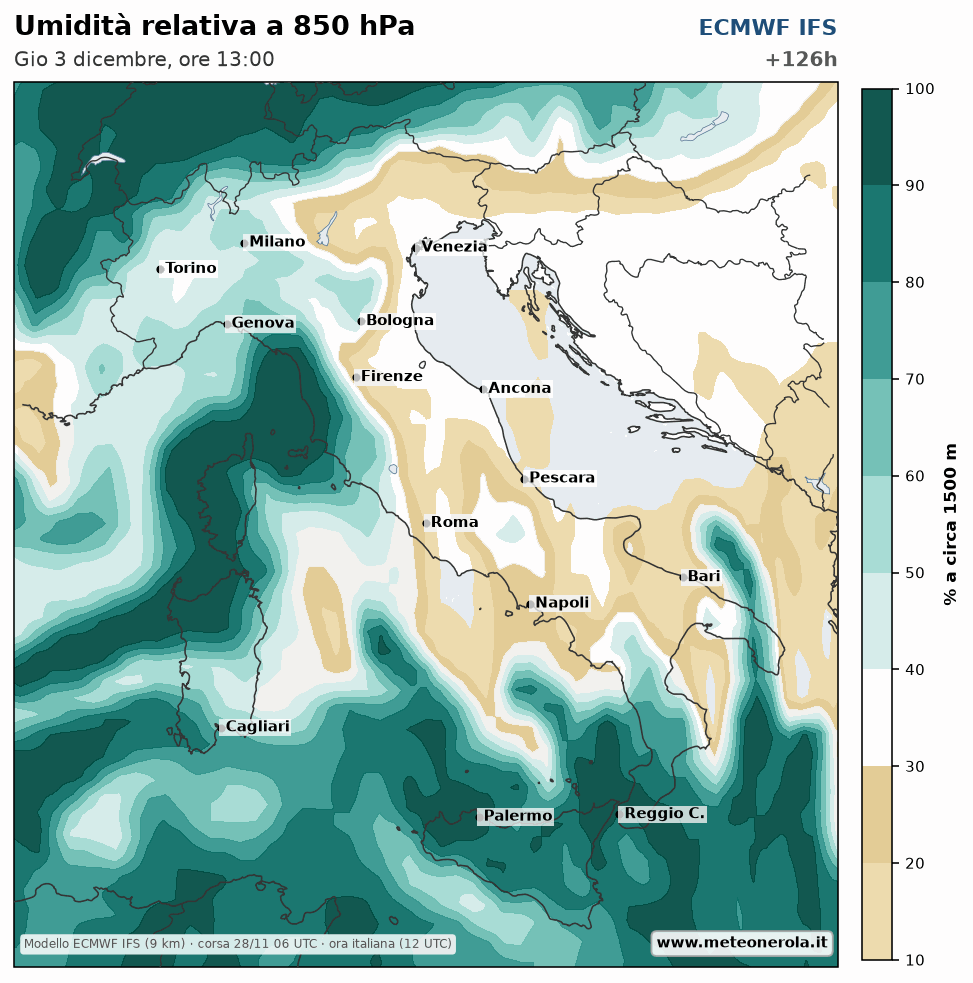 Umidità relativa a 850 hPa
ECMWF IFS
Gio 3 dicembre, ore 13:00
+126h
100
90
80
70
60
50
40
30
20
10
% a circa 1500 m
Milano
Venezia
Torino
Genova
Bologna
Firenze
Ancona
Pescara
Roma
Bari
Napoli
Cagliari
Palermo
Reggio C.
Modello ECMWF IFS (9 km) · corsa 28/11 06 UTC · ora italiana (12 UTC)
www.meteonerola.it